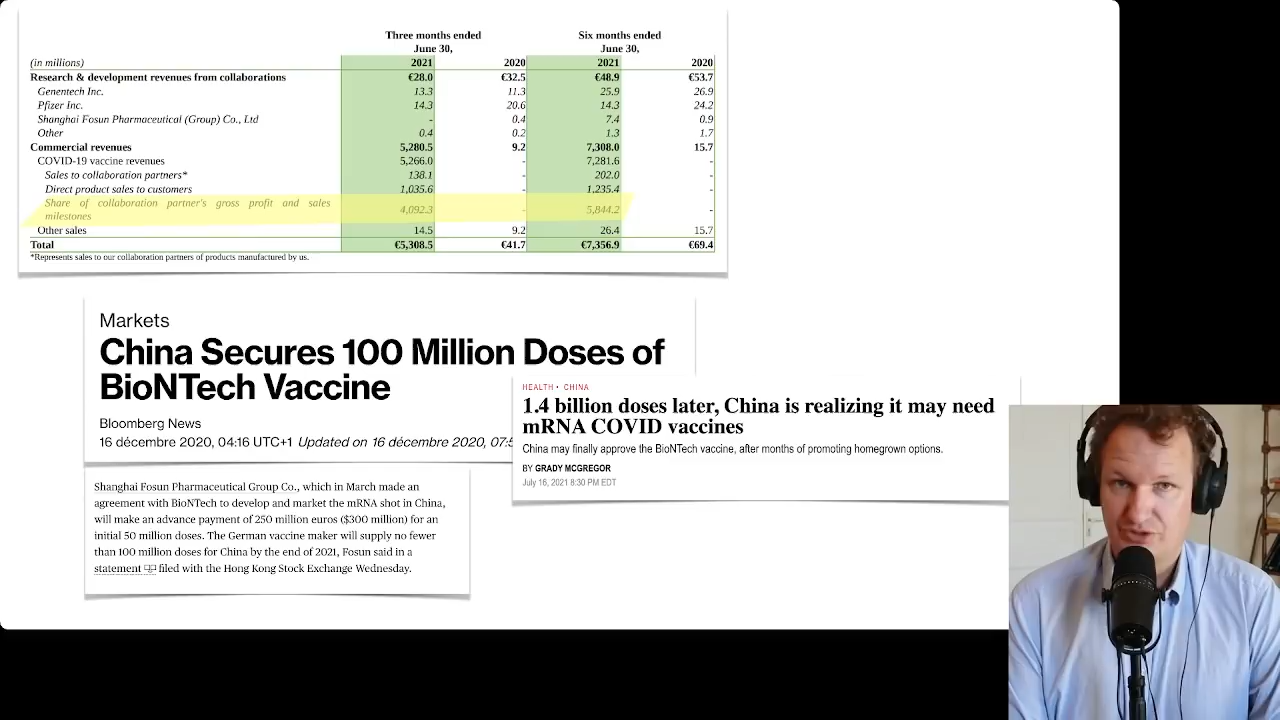 Three months ended Six months ended
June 30, June 30,
(in millions) 2021 2020 2021 2020
Research & development revenues from collaborations €28.0 €32.5 €48.9 €53.7
Genentech Inc. 13.3 11.3 25.9 26.9
Pfizer Inc. 14.3 20.6 14.3 24.2
Shanghai Fosun Pharmaceutical (Group) Co., Ltd - 0.4 7.4 0.9
Other 0.4 0.2 1.3 1.7
Commercial revenues 5,280.5 9.2 7,308.0 15.7
COVID-19 vaccine revenues 5,266.0 - 7,281.6 -
Sales to collaboration partners* 138.1 - 202.0 -
Direct product sales to customers 1,035.6 - 1,235.4 -
Share of collaboration partner's gross profit and sales
milestones 4,092.3 - 5,844.2 -
Other sales 14.5 9.2 26.4 15.7
Total €5,308.5 €41.7 €7,356.9 €69.4
*Represents sales to our collaboration partners of products manufactured by us.
Markets
China Secures 100 Million Doses of
BioNTech Vaccine
Bloomberg News
16 décembre 2020, 04:16 UTC+1 Updated on 16 décembre 2020, 07:5
HEALTH • CHINA
1.4 billion doses later, China is realizing it may need
mRNA COVID vaccines
China may finally approve the BioNTech vaccine, after months of promoting homegrown options.
BY GRADY MCGREGOR
July 16, 2021 8:30 PM EDT
Shanghai Fosun Pharmaceutical Group Co., which in March made an
agreement with BioNTech to develop and market the mRNA shot in China,
will make an advance payment of 250 million euros ($300 million) for an
initial 50 million doses. The German vaccine maker will supply no fewer
than 100 million doses for China by the end of 2021, Fosun said in a
statement filed with the Hong Kong Stock Exchange Wednesday.